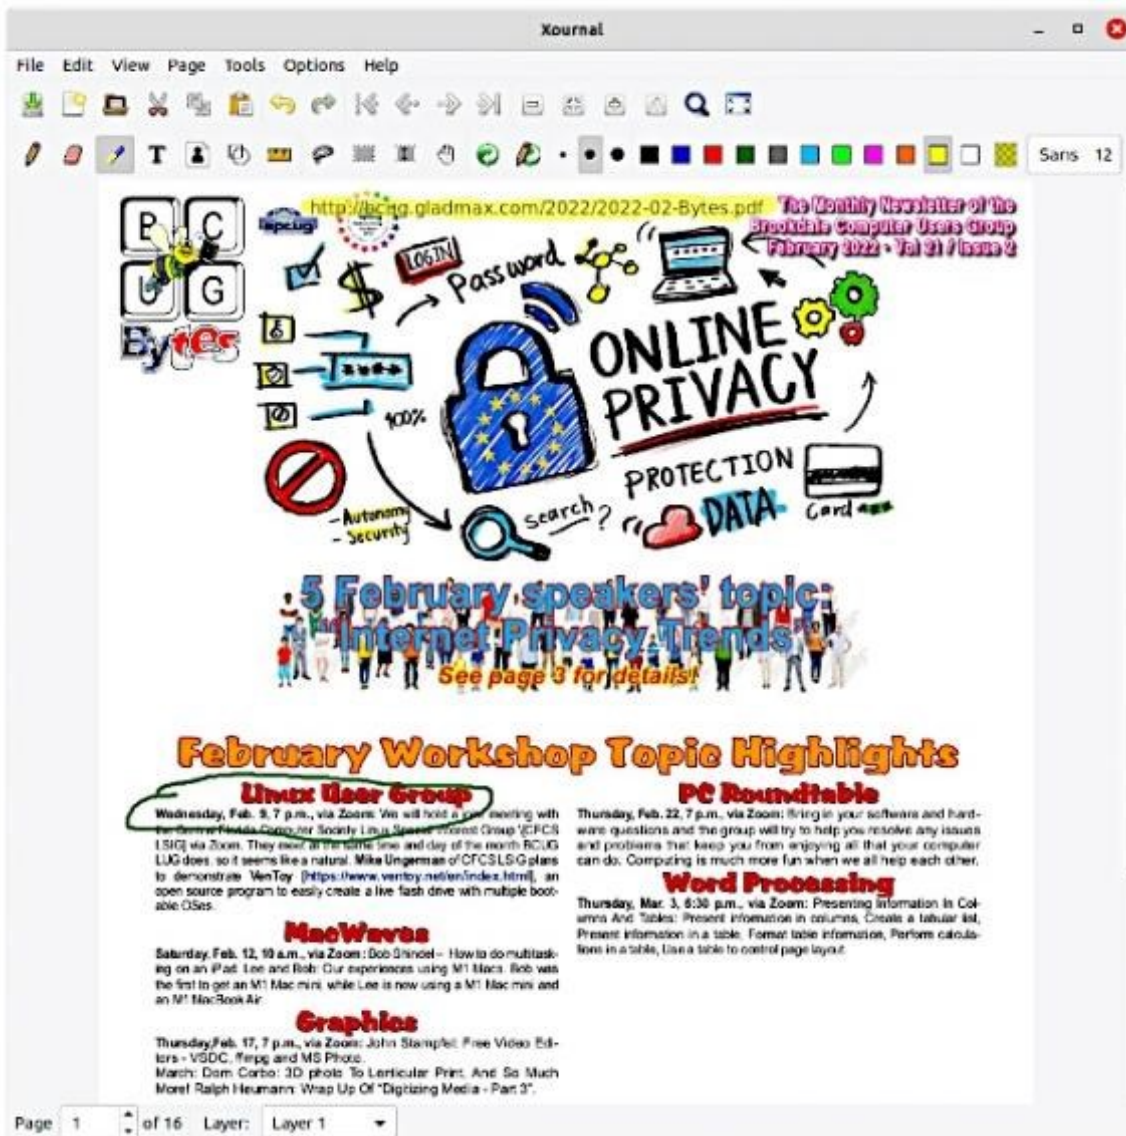 Xournal
File Edit View Page Tools Options Help
T
Sans 12
B C
U G
Bytes
apcug
http://bcug.gladmax.com/2022/2022-02-Bytes.pdf
The Monthly Newsletter of the
Brookdale Computer Users Group
February 2022 - Vol 21 / Issue 2
LOGIN
Password
$
****
100%
ONLINE
PRIVACY
- Autonomy
- Security
Search?
PROTECTION
DATA
Card
5 February speakers' topic:
"Internet Privacy Trends"
See page 3 for details!
February Workshop Topic Highlights
Linux User Group
Wednesday, Feb. 9, 7 p.m., via Zoom: We will hold a joint meeting with
the Central Florida Computer Society Linux Special Interest Group [CFCS
LSIG] via Zoom. They meet at the same time and day of the month BCUG
LUG does, so it seems like a natural. Mike Ungerman of CFCS LSIG plans
to demonstrate VenToy [https://www.ventoy.net/en/index.html], an
open source program to easily create a live flash drive with multiple boot-
able OSes.
MacWaves
Saturday, Feb. 12, 10 a.m., via Zoom: Bob Shindel – How to do multitask-
ing on an iPad. Lee and Bob: Our experiences using M1 Macs. Bob was
the first to get an M1 Mac mini, while Lee is now using a M1 Mac mini and
an M1 MacBook Air.
Graphics
Thursday,Feb. 17, 7 p.m., via Zoom: John Stampfel: Free Video Edi-
tors - VSDC, ffmpg and MS Photo.
March: Dom Corbo: 3D photo To Lenticular Print, And So Much
More! Ralph Heumann: Wrap Up Of "Digitizing Media - Part 3".
PC Roundtable
Thursday, Feb. 22, 7 p.m., via Zoom: Bring in your software and hard-
ware questions and the group will try to help you resolve any issues
and problems that keep you from enjoying all that your computer
can do. Computing is much more fun when we all help each other.
Word Processing
Thursday, Mar. 3, 6:30 p.m., via Zoom: Presenting Information In Col-
umns And Tables: Present information in columns, Create a tabular list,
Present information in a table, Format table information, Perform calcula-
tions in a table, Use a table to control page layout.
Page 1 of 16 Layer: Layer 1